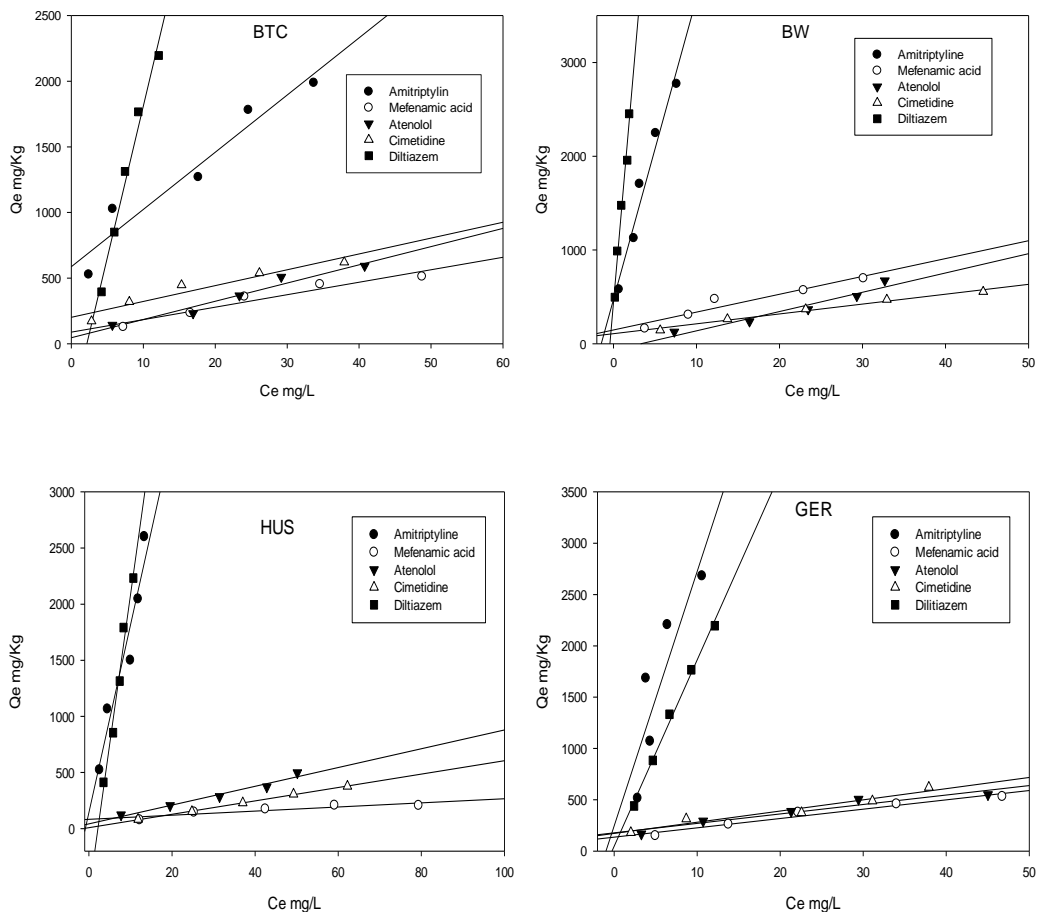 BTC
Qe mg/Kg
2500
2000
1500
1000
500
0
0 10 20 30 40 50 60
Ce mg/L
Amitriptylin
Mefenamic acid
Atenolol
Cimetidine
Diltiazem
BW
Qe mg/Kg
3000
2000
1000
0
0 10 20 30 40 50
Ce mg/L
Amitriptyline
Mefenamic acid
Atenolol
Cimetidine
Diltiazem
HUS
Qe mg/Kg
3000
2500
2000
1500
1000
500
0
0 20 40 60 80 100
Ce mg/L
Amitriptyline
Mefenamic acid
Atenolol
Cimetidine
Diltiazem
GER
Qe mg/Kg
3500
3000
2500
2000
1500
1000
500
0
0 10 20 30 40 50
Ce mg/L
Amitriptyline
Mefenamic acid
Atenolol
Cimetidine
Dilitiazem